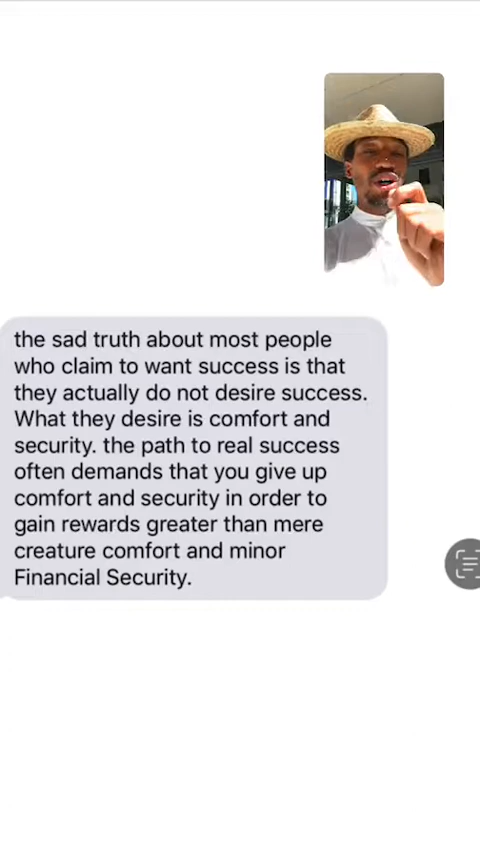 the sad truth about most people
who claim to want success is that
they actually do not desire success.
What they desire is comfort and
security. the path to real success
often demands that you give up
comfort and security in order to
gain rewards greater than mere
creature comfort and minor
Financial Security.